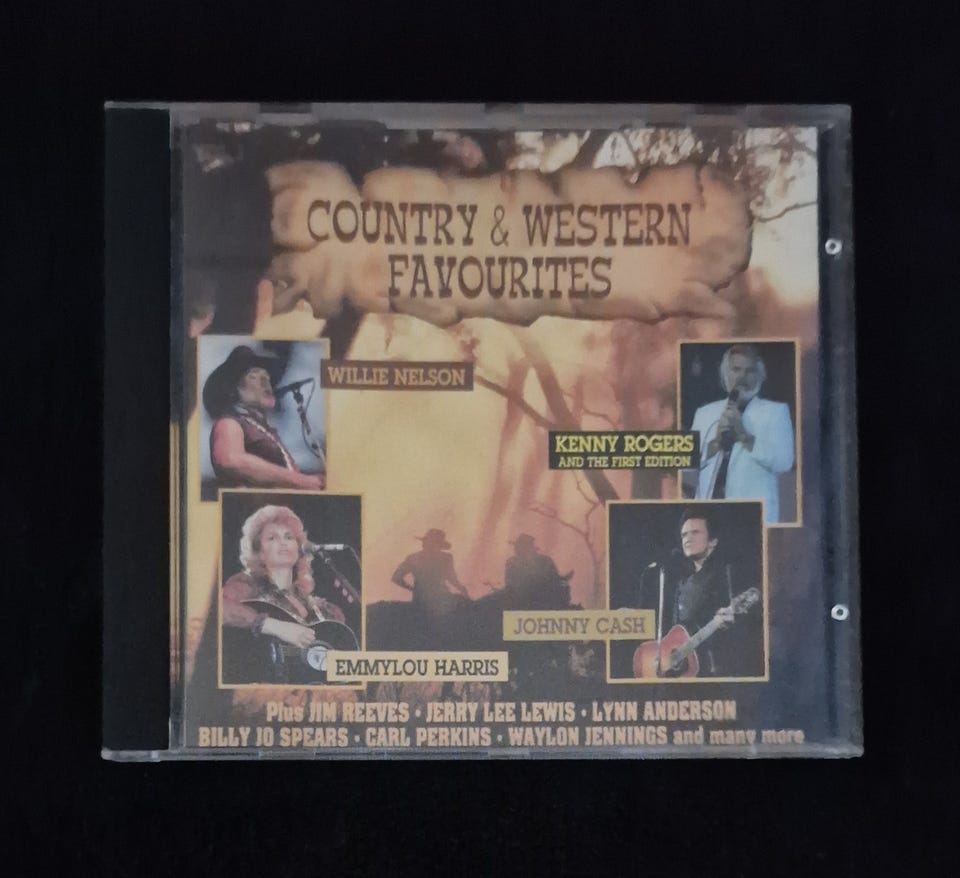 COUNTRY & WESTERN
FAVOURITES
WILLIE NELSON
KENNY ROGERS
AND THE FIRST EDITION
JOHNNY CASH
EMMYLOU HARRIS
Plus JIM REEVES • JERRY LEE LEWIS • LYNN ANDERSON
BILLY JO SPEARS • CARL PERKINS • WAYLON JENNINGS and many more